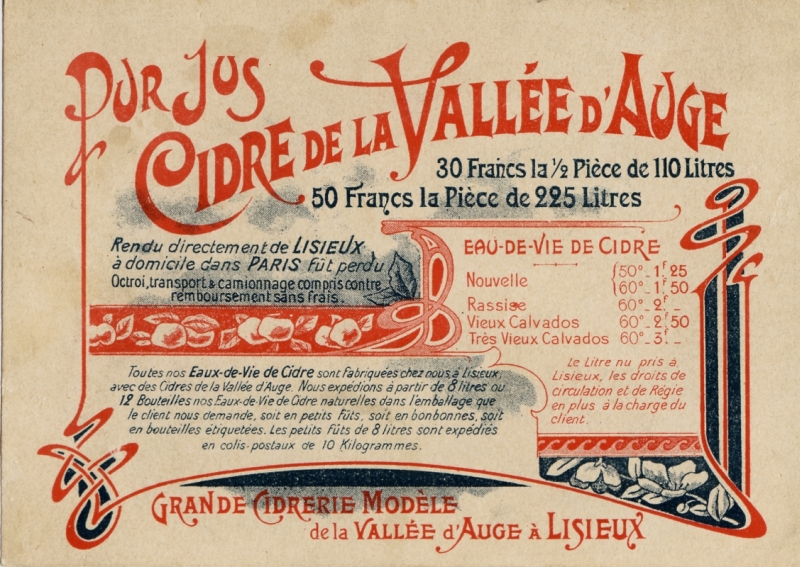 PUR JUS
CIDRE DE LA VALLÉE D'AUGE
30 Francs la 1/2 Pièce de 110 Litres
50 Francs la Pièce de 225 Litres
Rendu directement de LISIEUX
à domicile dans PARIS fût perdu
Octroi, transport & camionnage compris contre
remboursement sans frais.
EAU-DE-VIE DE CIDRE
Nouvelle { 50° _ 1f 25
{ 60° _ 1f 50
Rassise 60° _ 2f _
Vieux Calvados 60° _ 2f 50
Très Vieux Calvados 60° _ 3f _
Le Litre nu pris à
Lisieux, les droits de
circulation et de Régie
en plus à la charge du
client.
Toutes nos Eaux-de-Vie de Cidre sont fabriquées chez nous à Lisieux,
avec des Cidres de la Vallée d'Auge. Nous expédions à partir de 8 litres ou
12 Bouteilles nos Eaux-de-Vie de Cidre naturelles dans l'emballage que
le client nous demande, soit en petits fûts, soit en bonbonnes, soit
en bouteilles étiquetées. Les petits fûts de 8 litres sont expédiés
en colis-postaux de 10 Kilogrammes.
GRANDE CIDRERIE MODÈLE
de la VALLÉE d'AUGE à LISIEUX